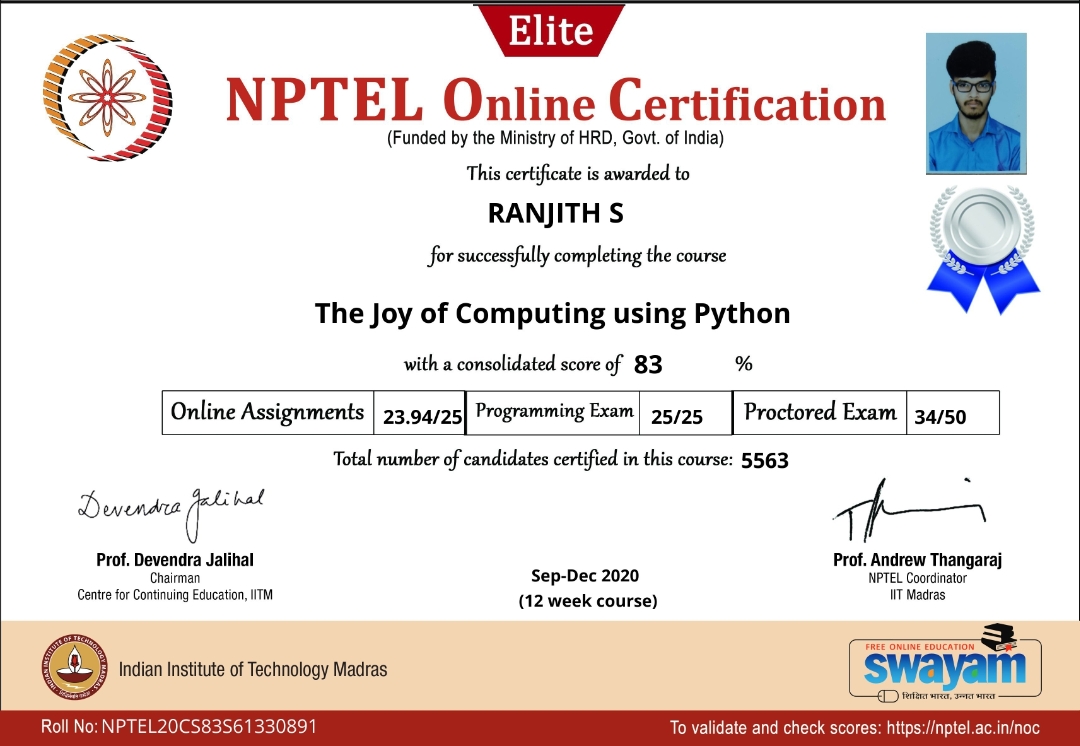 Elite
NPTEL Online Certification
(Funded by the Ministry of HRD, Govt. of India)
This certificate is awarded to
RANJITH S
for successfully completing the course
The Joy of Computing using Python
with a consolidated score of 83 %
Online Assignments 23.94/25 Programming Exam 25/25 Proctored Exam 34/50
Total number of candidates certified in this course: 5563
Devendra Jalihal
Prof. Devendra Jalihal
Chairman
Centre for Continuing Education, IITM
Prof. Andrew Thangaraj
NPTEL Coordinator
IIT Madras
Sep-Dec 2020
(12 week course)
INDIAN INSTITUTE OF TECHNOLOGY MADRAS
Indian Institute of Technology Madras
FREE ONLINE EDUCATION
swayam
शिक्षित भारत, उन्नत भारत
Roll No: NPTEL20CS83S61330891
To validate and check scores: https://nptel.ac.in/noc